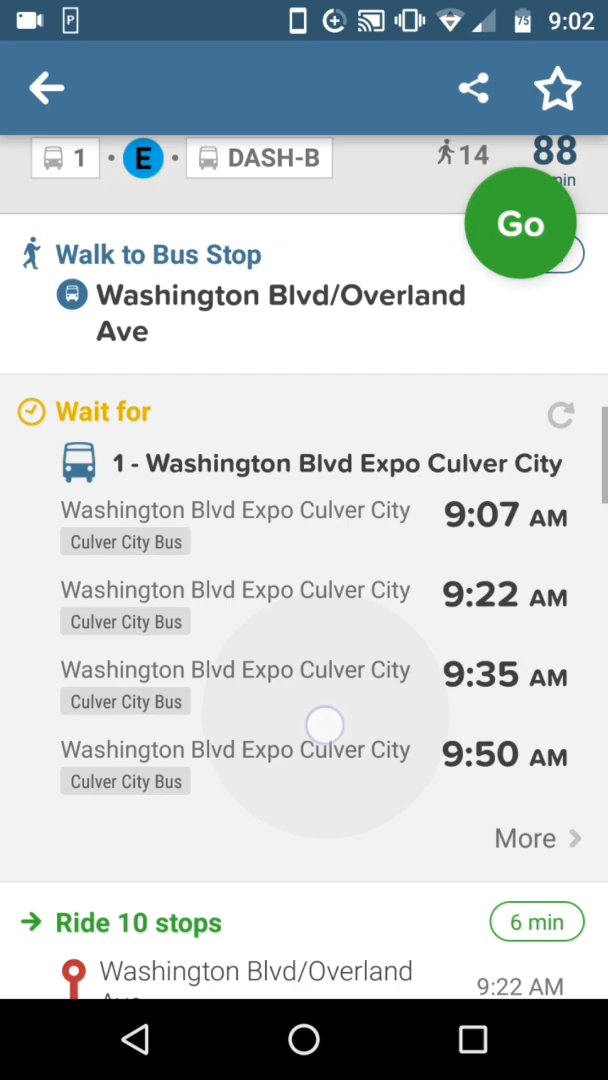 P
75
9:02
1 • E • DASH-B
14
88
min
Go
Walk to Bus Stop
Washington Blvd/Overland
Ave
Wait for
1 - Washington Blvd Expo Culver City
Washington Blvd Expo Culver City
9:07 AM
Culver City Bus
Washington Blvd Expo Culver City
9:22 AM
Culver City Bus
Washington Blvd Expo Culver City
9:35 AM
Culver City Bus
Washington Blvd Expo Culver City
9:50 AM
Culver City Bus
More
Ride 10 stops
6 min
Washington Blvd/Overland
9:22 AM